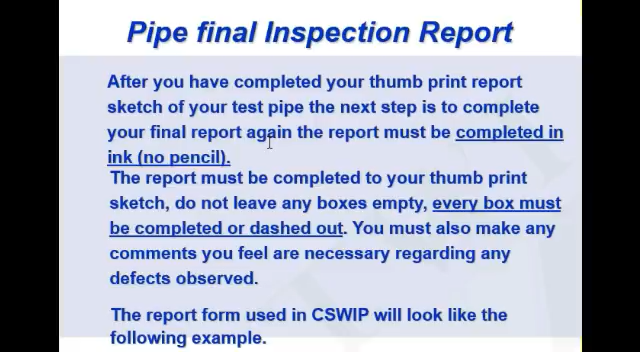 Pipe final Inspection Report
After you have completed your thumb print report
sketch of your test pipe the next step is to complete
your final report again the report must be completed in
ink (no pencil).
The report must be completed to your thumb print
sketch, do not leave any boxes empty, every box must
be completed or dashed out. You must also make any
comments you feel are necessary regarding any
defects observed.
The report form used in CSWIP will look like the
following example.